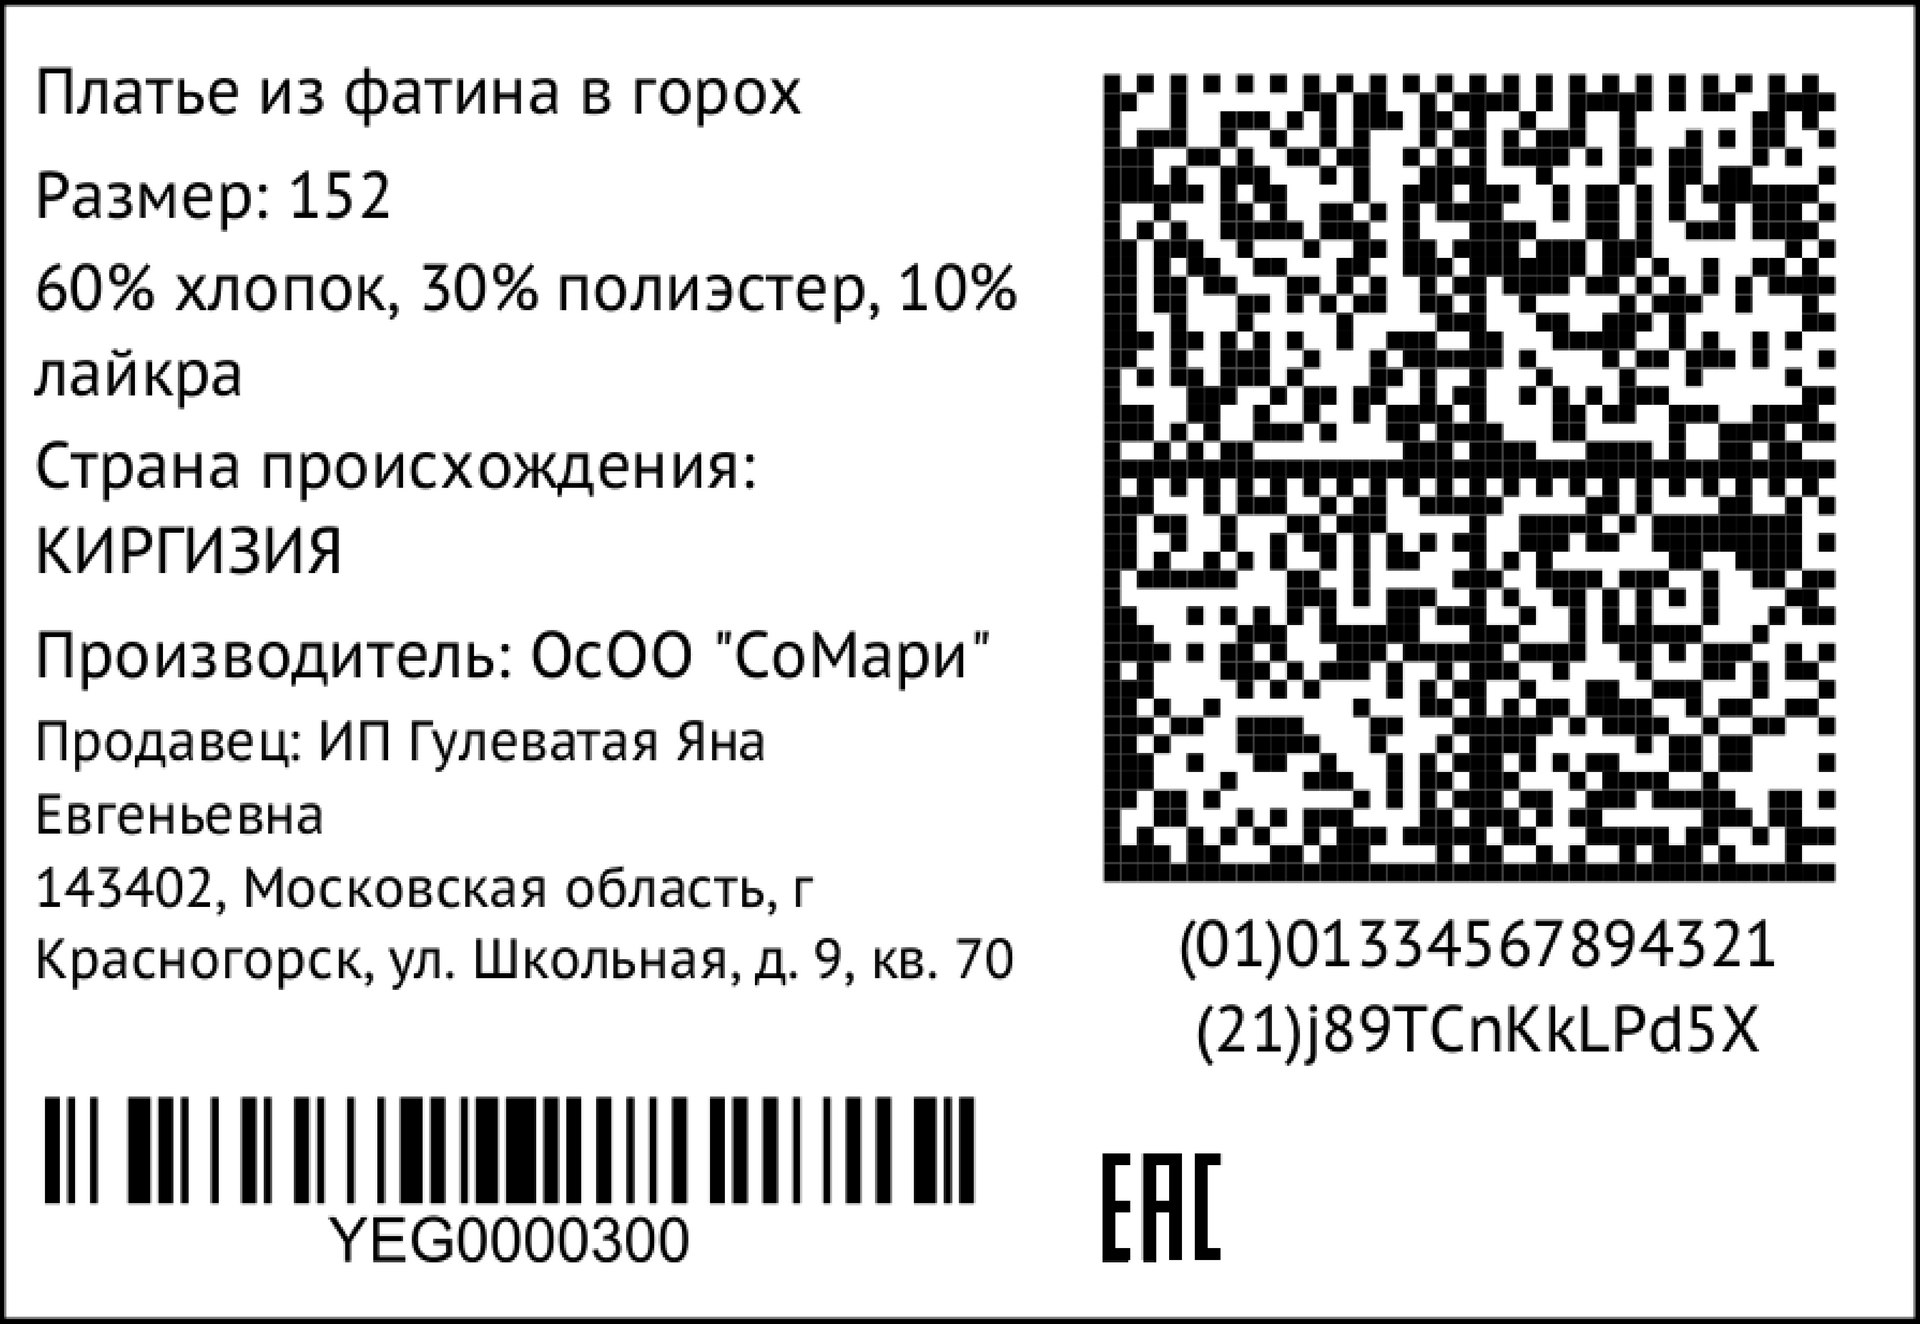 Платье из фатина в горох
Размер: 152
60% хлопок, 30% полиэстер, 10%
лайкра
Страна происхождения:
КИРГИЗИЯ
Производитель: ОсОО "СоМари"
Продавец: ИП Гулеватая Яна
Евгеньевна
143402, Московская область, г
Красногорск, ул. Школьная, д. 9, кв. 70
YEG0000300
(01)01334567894321
(21)j89TCnKkLPd5X
EAC